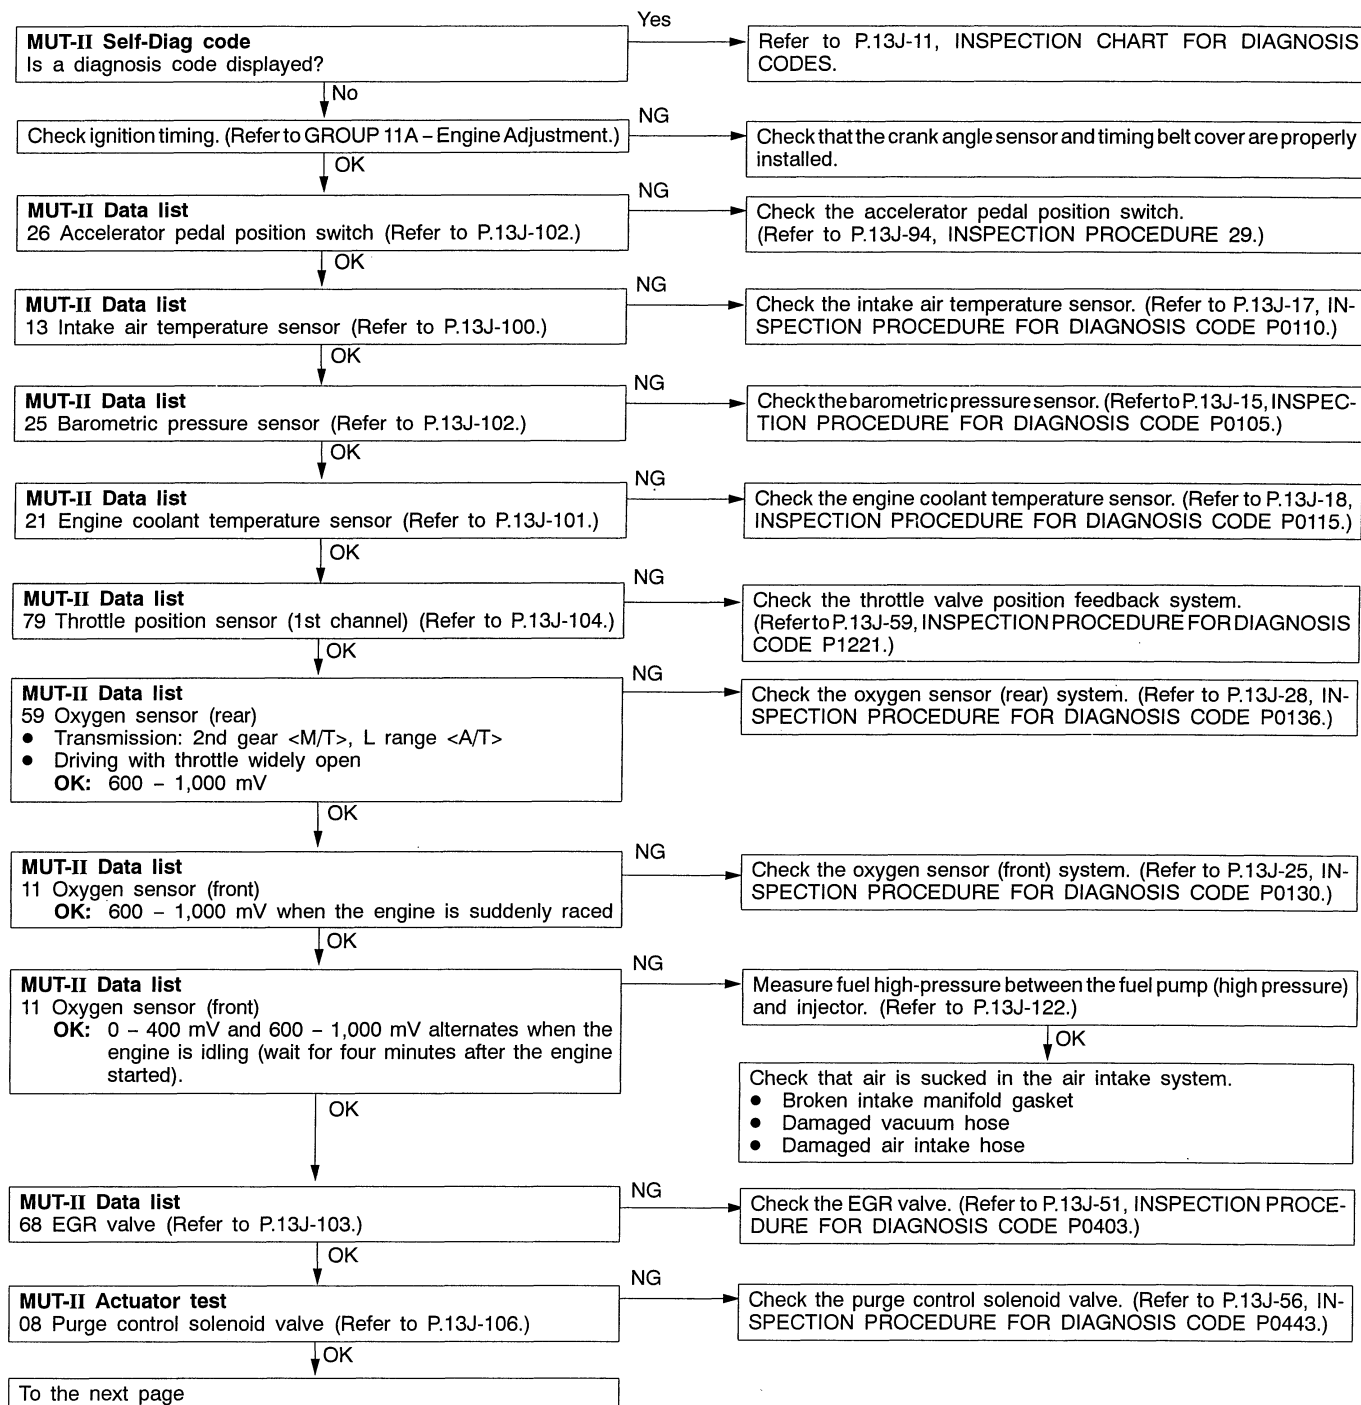 MUT-II Self-Diag code
Is a diagnosis code displayed?
Yes
Refer to P.13J-11, INSPECTION CHART FOR DIAGNOSIS
CODES.
No
Check ignition timing. (Refer to GROUP 11A – Engine Adjustment.)
NG
Check that the crank angle sensor and timing belt cover are properly
installed.
OK
MUT-II Data list
26 Accelerator pedal position switch (Refer to P.13J-102.)
NG
Check the accelerator pedal position switch.
(Refer to P.13J-94, INSPECTION PROCEDURE 29.)
OK
MUT-II Data list
13 Intake air temperature sensor (Refer to P.13J-100.)
NG
Check the intake air temperature sensor. (Refer to P.13J-17, IN-
SPECTION PROCEDURE FOR DIAGNOSIS CODE P0110.)
OK
MUT-II Data list
25 Barometric pressure sensor (Refer to P.13J-102.)
NG
Check the barometric pressure sensor. (Refer to P.13J-15, INSPEC-
TION PROCEDURE FOR DIAGNOSIS CODE P0105.)
OK
MUT-II Data list
21 Engine coolant temperature sensor (Refer to P.13J-101.)
NG
Check the engine coolant temperature sensor. (Refer to P.13J-18,
INSPECTION PROCEDURE FOR DIAGNOSIS CODE P0115.)
OK
MUT-II Data list
79 Throttle position sensor (1st channel) (Refer to P.13J-104.)
NG
Check the throttle valve position feedback system.
(Refer to P.13J-59, INSPECTION PROCEDURE FOR DIAGNOSIS
CODE P1221.)
OK
MUT-II Data list
59 Oxygen sensor (rear)
● Transmission: 2nd gear <M/T>, L range <A/T>
● Driving with throttle widely open
OK: 600 – 1,000 mV
NG
Check the oxygen sensor (rear) system. (Refer to P.13J-28, IN-
SPECTION PROCEDURE FOR DIAGNOSIS CODE P0136.)
OK
MUT-II Data list
11 Oxygen sensor (front)
OK: 600 – 1,000 mV when the engine is suddenly raced
NG
Check the oxygen sensor (front) system. (Refer to P.13J-25, IN-
SPECTION PROCEDURE FOR DIAGNOSIS CODE P0130.)
OK
MUT-II Data list
11 Oxygen sensor (front)
OK: 0 – 400 mV and 600 – 1,000 mV alternates when the
engine is idling (wait for four minutes after the engine
started).
NG
Measure fuel high-pressure between the fuel pump (high pressure)
and injector. (Refer to P.13J-122.)
OK
Check that air is sucked in the air intake system.
● Broken intake manifold gasket
● Damaged vacuum hose
● Damaged air intake hose
OK
MUT-II Data list
68 EGR valve (Refer to P.13J-103.)
NG
Check the EGR valve. (Refer to P.13J-51, INSPECTION PROCE-
DURE FOR DIAGNOSIS CODE P0403.)
OK
MUT-II Actuator test
08 Purge control solenoid valve (Refer to P.13J-106.)
NG
Check the purge control solenoid valve. (Refer to P.13J-56, IN-
SPECTION PROCEDURE FOR DIAGNOSIS CODE P0443.)
OK
To the next page